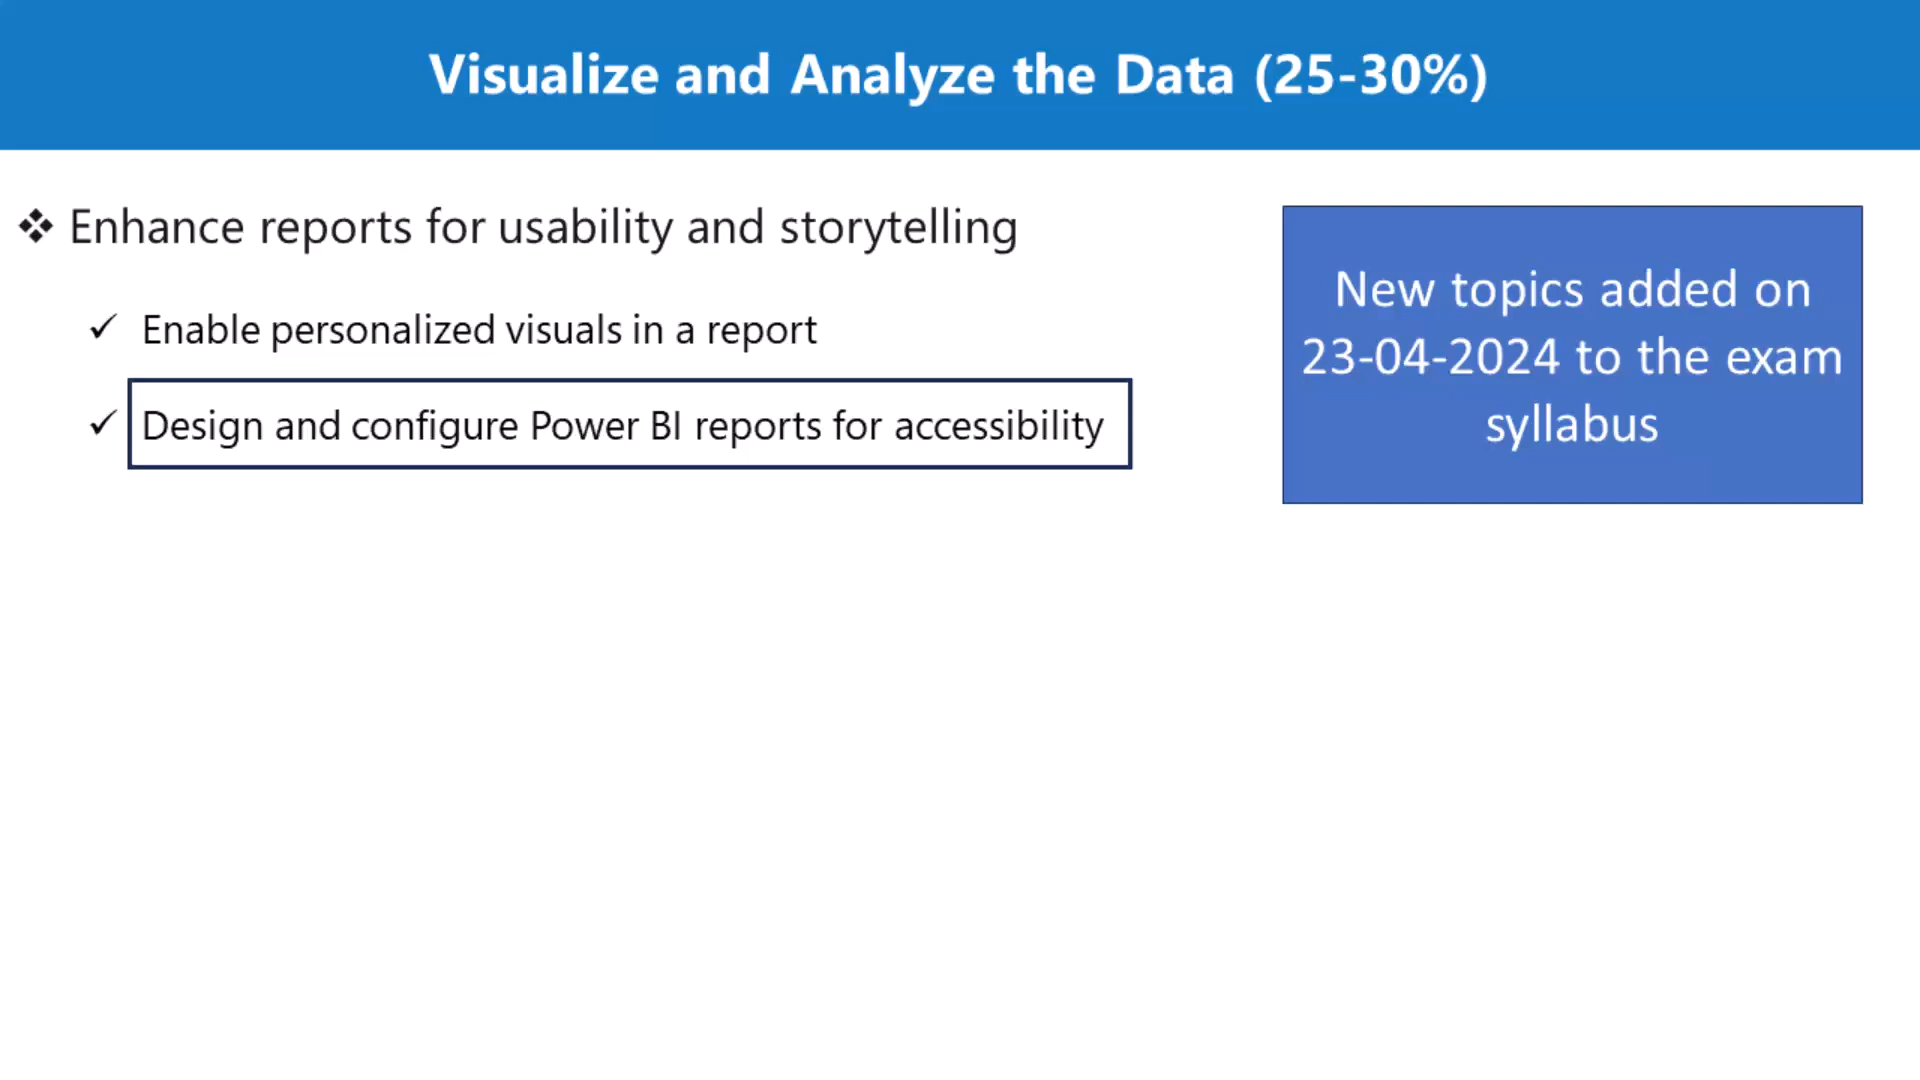 Visualize and Analyze the Data (25-30%)
❖ Enhance reports for usability and storytelling
✓ Enable personalized visuals in a report
✓ Design and configure Power BI reports for accessibility
New topics added on
23-04-2024 to the exam
syllabus